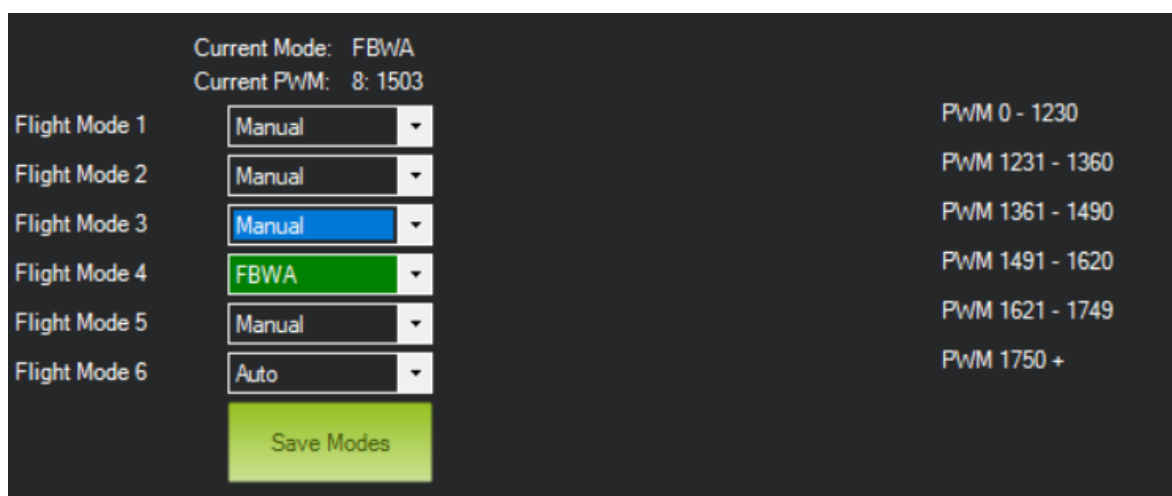 Current Mode: FBWA
Current PWM: 8: 1503
Flight Mode 1 Manual PWM 0 - 1230
Flight Mode 2 Manual PWM 1231 - 1360
Flight Mode 3 Manual PWM 1361 - 1490
Flight Mode 4 FBWA PWM 1491 - 1620
Flight Mode 5 Manual PWM 1621 - 1749
Flight Mode 6 Auto PWM 1750 +
Save Modes